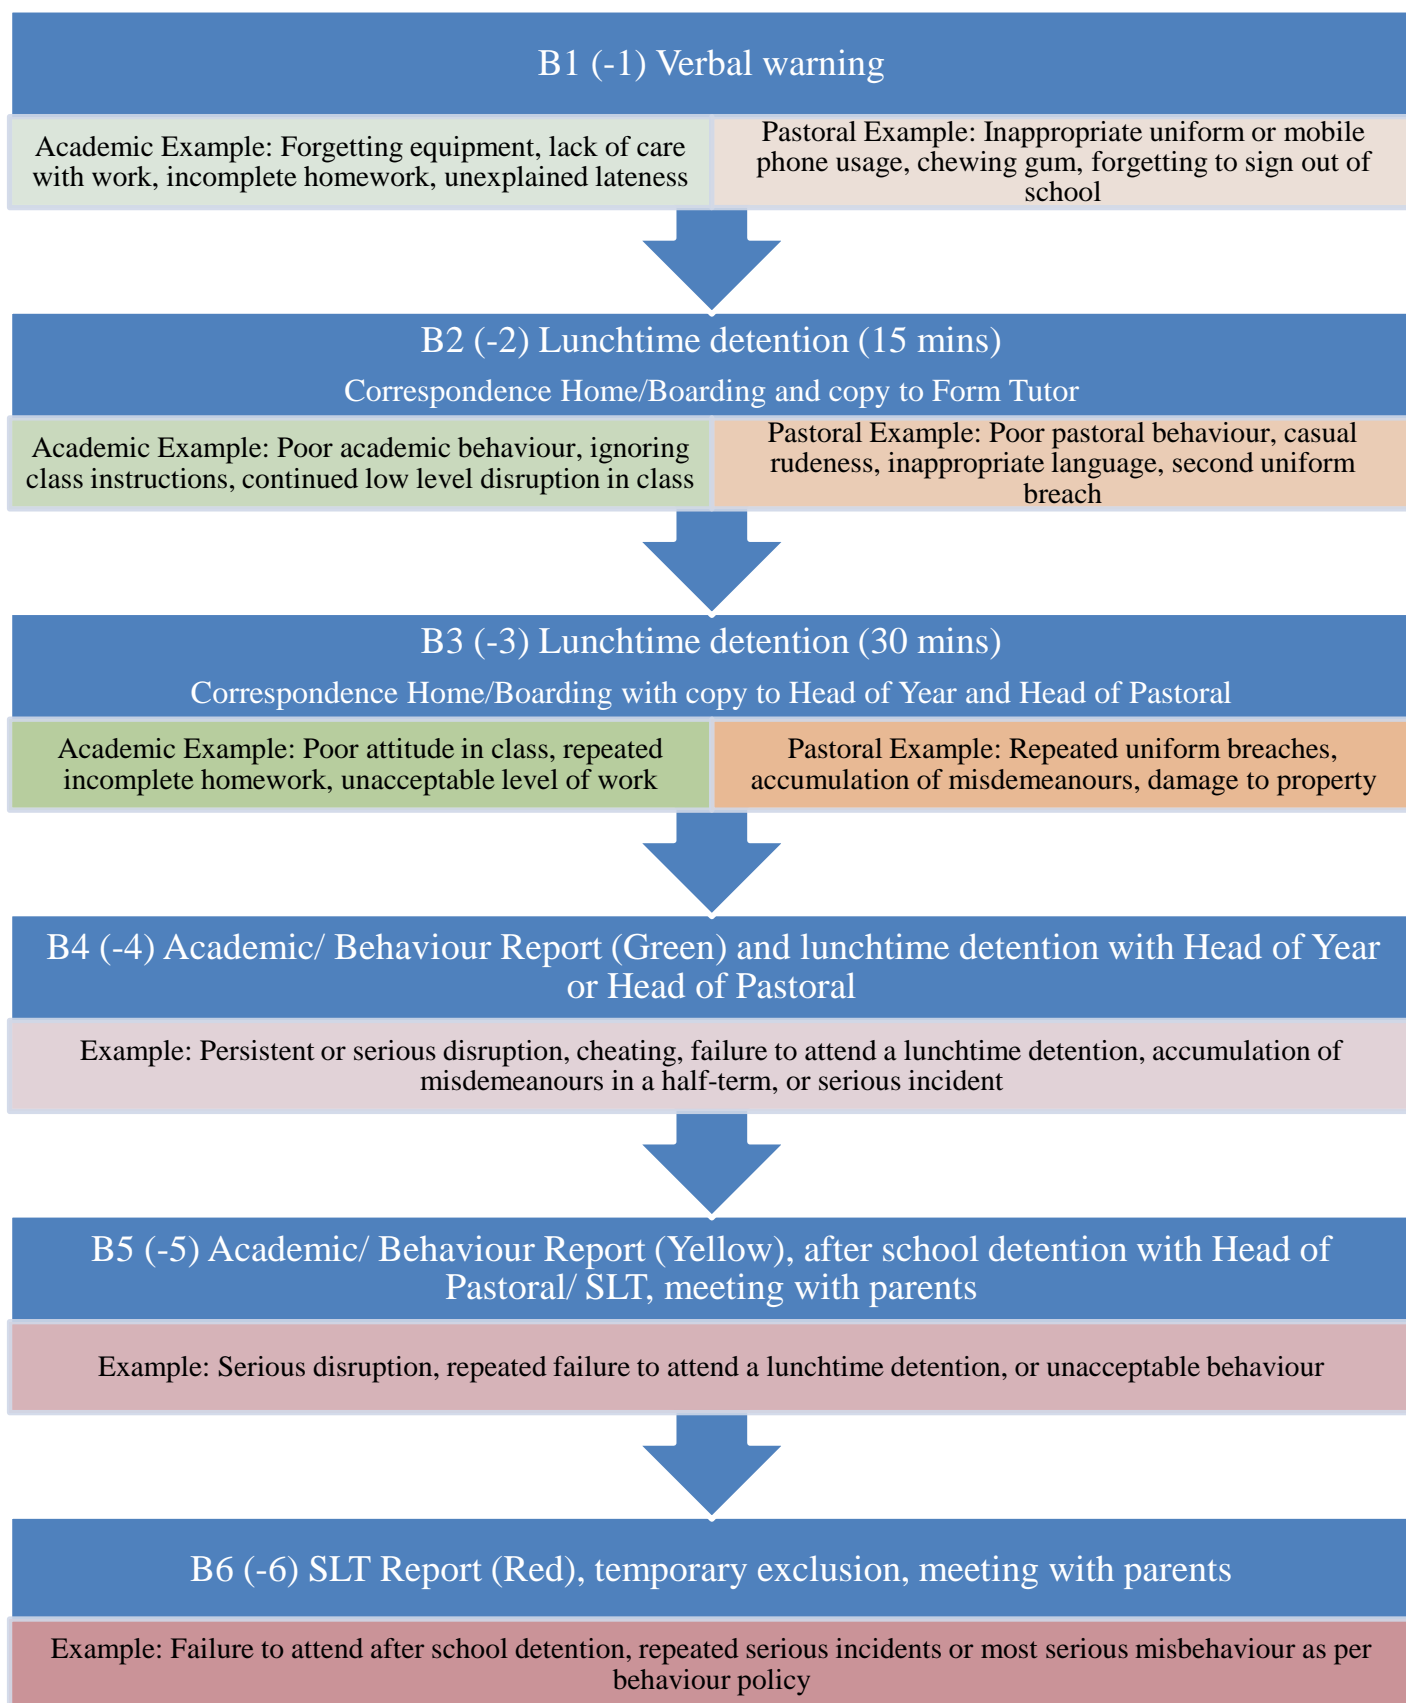 B1 (-1) Verbal warning
Academic Example: Forgetting equipment, lack of care
with work, incomplete homework, unexplained lateness
Pastoral Example: Inappropriate uniform or mobile
phone usage, chewing gum, forgetting to sign out of
school
B2 (-2) Lunchtime detention (15 mins)
Correspondence Home/Boarding and copy to Form Tutor
Academic Example: Poor academic behaviour, ignoring
class instructions, continued low level disruption in class
Pastoral Example: Poor pastoral behaviour, casual
rudeness, inappropriate language, second uniform
breach
B3 (-3) Lunchtime detention (30 mins)
Correspondence Home/Boarding with copy to Head of Year and Head of Pastoral
Academic Example: Poor attitude in class, repeated
incomplete homework, unacceptable level of work
Pastoral Example: Repeated uniform breaches,
accumulation of misdemeanours, damage to property
B4 (-4) Academic/ Behaviour Report (Green) and lunchtime detention with Head of Year
or Head of Pastoral
Example: Persistent or serious disruption, cheating, failure to attend a lunchtime detention, accumulation of
misdemeanours in a half-term, or serious incident
B5 (-5) Academic/ Behaviour Report (Yellow), after school detention with Head of
Pastoral/ SLT, meeting with parents
Example: Serious disruption, repeated failure to attend a lunchtime detention, or unacceptable behaviour
B6 (-6) SLT Report (Red), temporary exclusion, meeting with parents
Example: Failure to attend after school detention, repeated serious incidents or most serious misbehaviour as per
behaviour policy